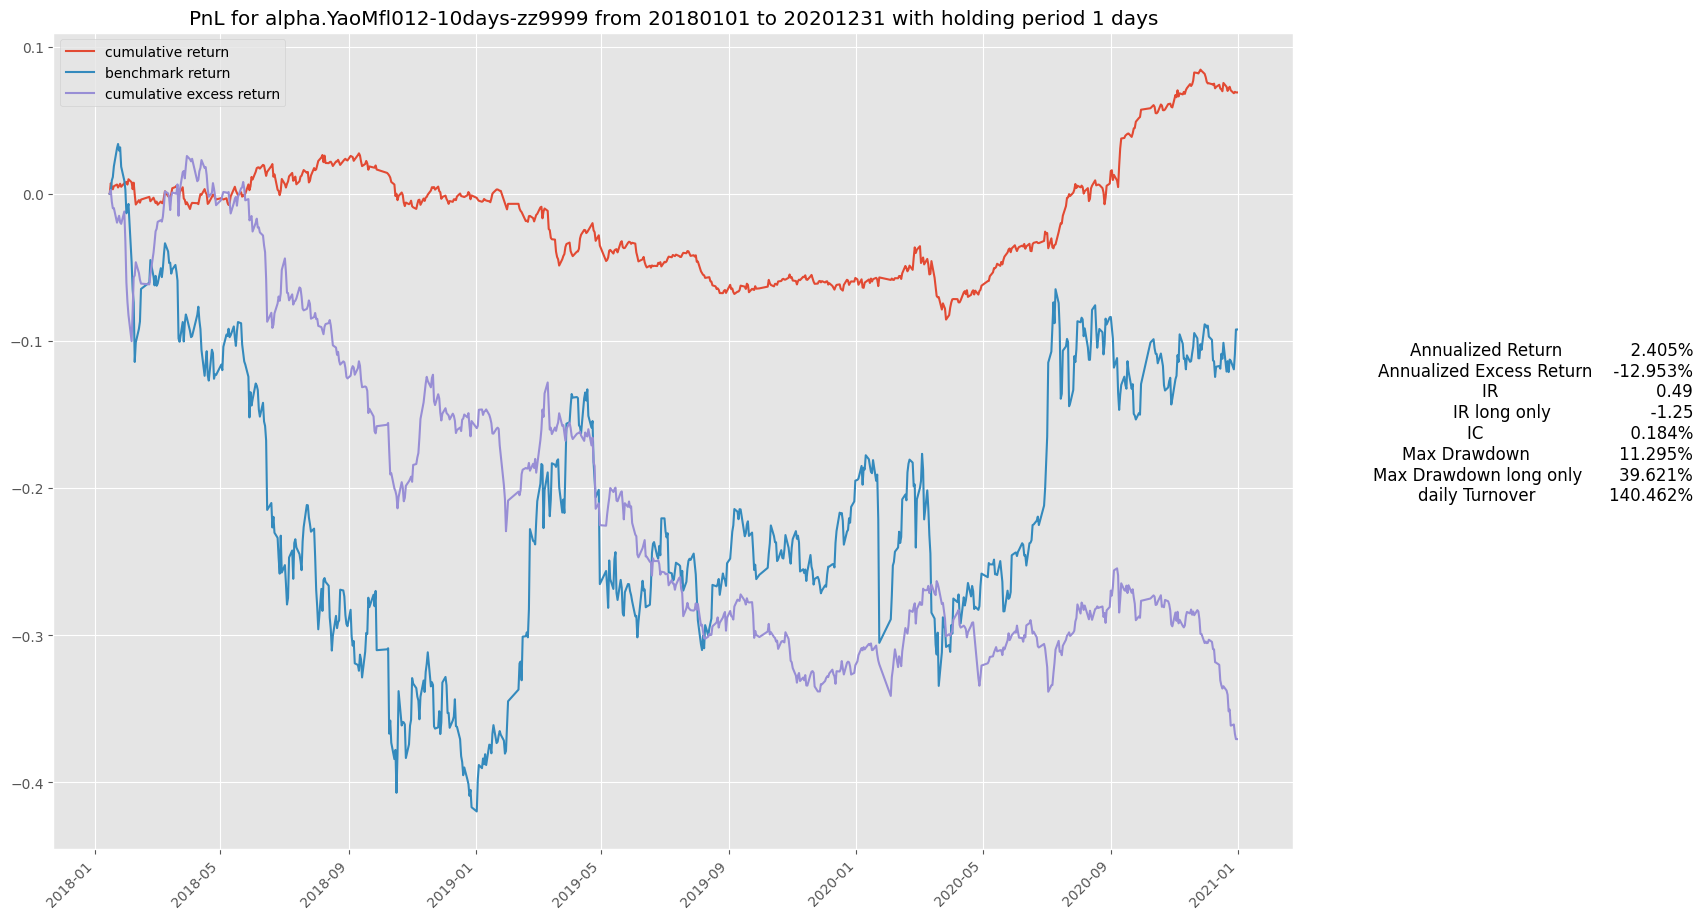 PnL for alpha.YaoMfl012-10days-zz9999 from 20180101 to 20201231 with holding period 1 days
cumulative return
benchmark return
cumulative excess return
0.1
0.0
−0.1
−0.2
−0.3
−0.4
2018-01
2018-05
2018-09
2019-01
2019-05
2019-09
2020-01
2020-05
2020-09
2021-01
Annualized Return 2.405%
Annualized Excess Return -12.953%
IR 0.49
IR long only -1.25
IC 0.184%
Max Drawdown 11.295%
Max Drawdown long only 39.621%
daily Turnover 140.462%